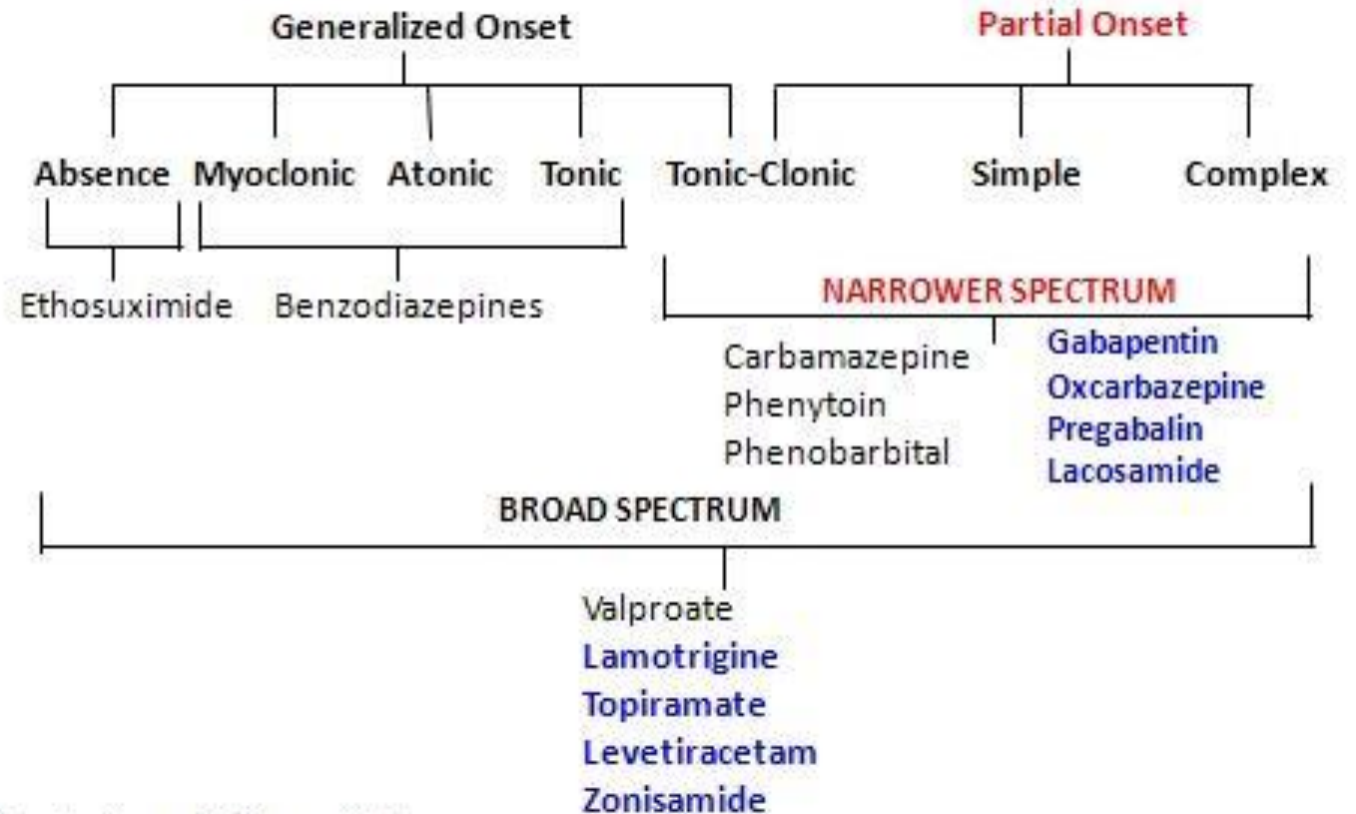 Generalized Onset
Partial Onset
Absence Myoclonic Atonic Tonic Tonic-Clonic Simple Complex
Ethosuximide Benzodiazepines
NARROWER SPECTRUM
Carbamazepine
Phenytoin
Phenobarbital
Gabapentin
Oxcarbazepine
Pregabalin
Lacosamide
BROAD SPECTRUM
Valproate
Lamotrigine
Topiramate
Levetiracetam
Zonisamide